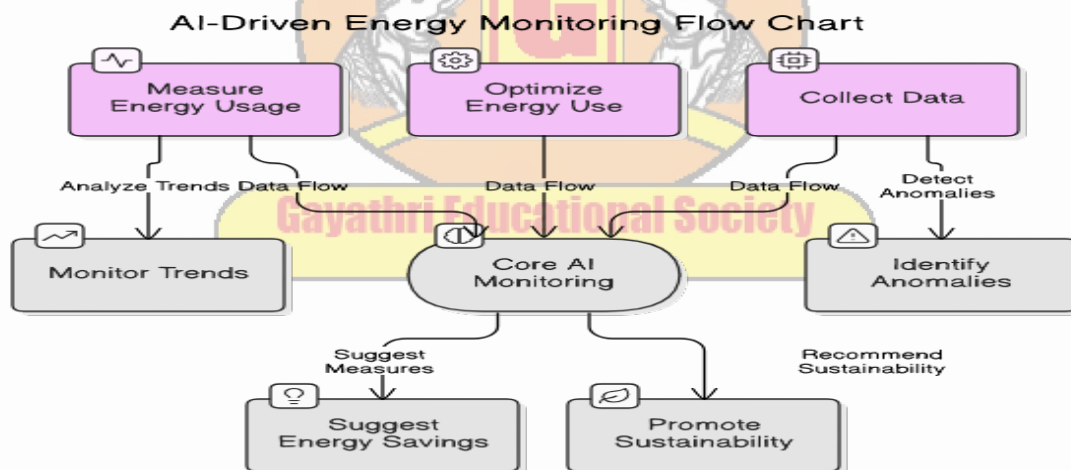 AI-Driven Energy Monitoring Flow Chart
Measure
Energy Usage
Optimize
Energy Use
Collect Data
Analyze Trends
Data Flow
Data Flow
Data Flow
Detect
Anomalies
Gayathri Educational Society
Monitor Trends
Core AI
Monitoring
Identify
Anomalies
Suggest
Measures
Recommend
Sustainability
Suggest
Energy Savings
Promote
Sustainability